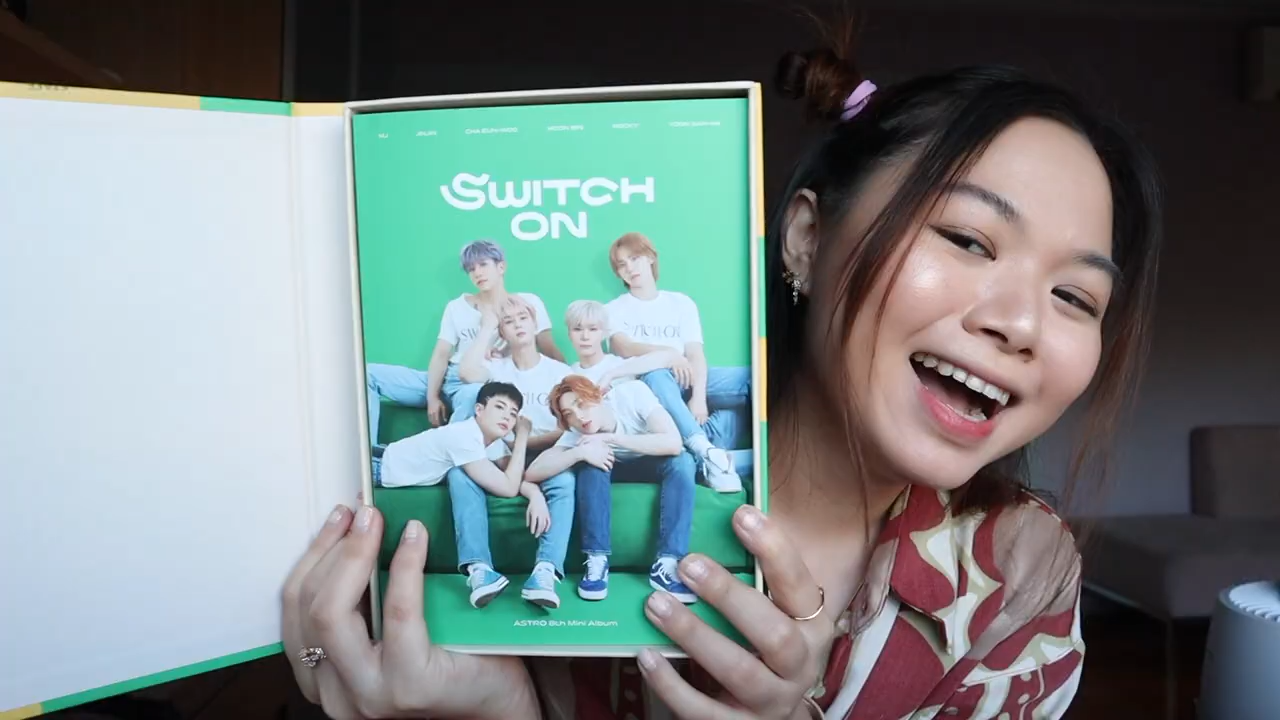 MJ JINJIN CHA EUN-WOO MOON BIN ROCKY YOON SAN-HA
SWITCH
ON
ASTRO 8th Mini Album